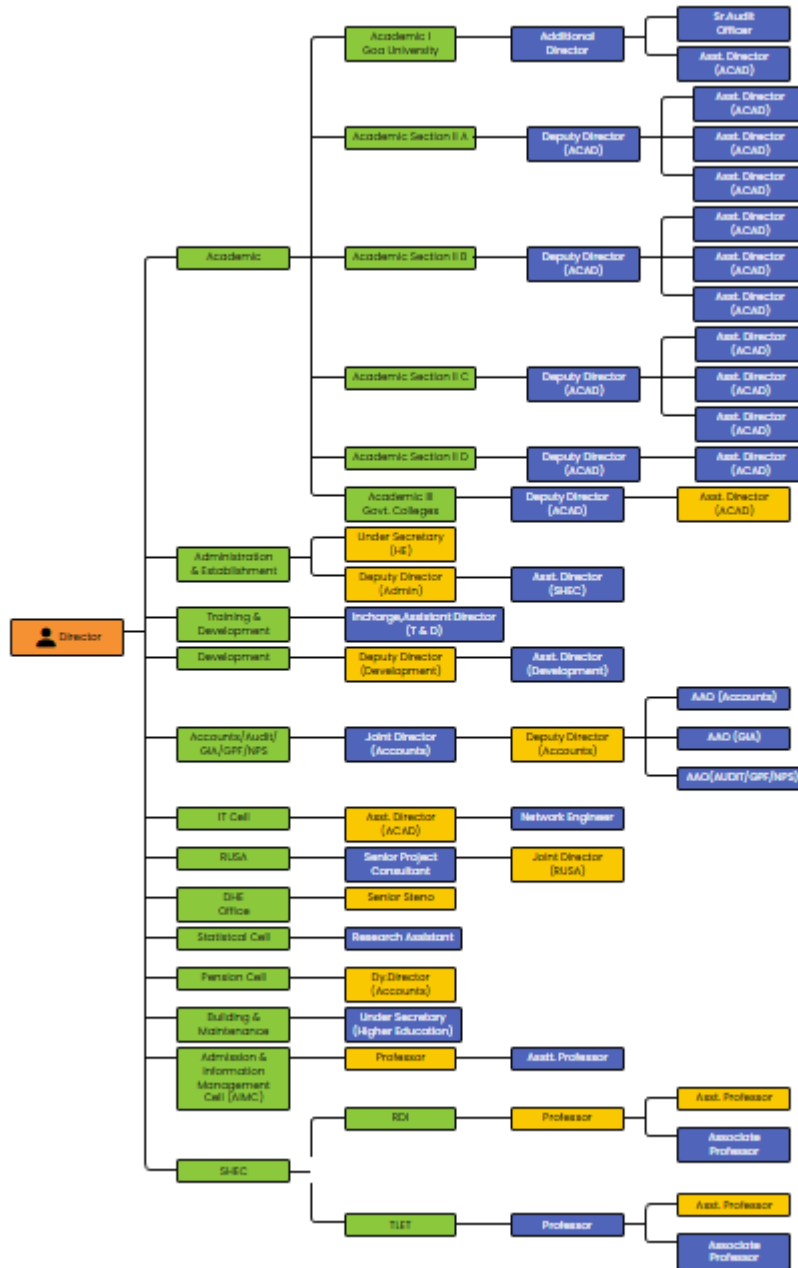 Academic I
Goa University
Additional
Director
Sr.Audit
Officer
Asst. Director
(ACAD)
Academic Section II A
Deputy Director
(ACAD)
Asst. Director
(ACAD)
Asst. Director
(ACAD)
Asst. Director
(ACAD)
Academic
Academic Section II B
Deputy Director
(ACAD)
Asst. Director
(ACAD)
Asst. Director
(ACAD)
Asst. Director
(ACAD)
Academic Section II C
Deputy Director
(ACAD)
Asst. Director
(ACAD)
Asst. Director
(ACAD)
Asst. Director
(ACAD)
Academic Section II D
Deputy Director
(ACAD)
Asst. Director
(ACAD)
Academic III
Govt. Colleges
Deputy Director
(ACAD)
Asst. Director
(ACAD)
Administration
& Establishment
Under Secretary
(HE)
Deputy Director
(Admin)
Asst. Director
(SHEC)
Director
Training &
Development
Incharge,Assistant Director
(T & D)
Development
Deputy Director
(Development)
Asst. Director
(Development)
Accounts/Audit/
GIA/GPF/NPS
Joint Director
(Accounts)
Deputy Director
(Accounts)
AAO (Accounts)
AAO (GIA)
AAO(AUDIT/GPF/NPS)
IT Cell
Asst. Director
(ACAD)
Network Engineer
RUSA
Senior Project
Consultant
Joint Director
(RUSA)
DHE
Office
Senior Steno
Statistical Cell
Research Assistant
Pension Cell
Dy.Director
(Accounts)
Building &
Maintenance
Under Secretary
(Higher Education)
Admission &
Information
Management
Cell (AIMC)
Professor
Asstt. Professor
SHEC
RDI
Professor
Asst. Professor
Associate
Professor
TLET
Professor
Asst. Professor
Associate
Professor